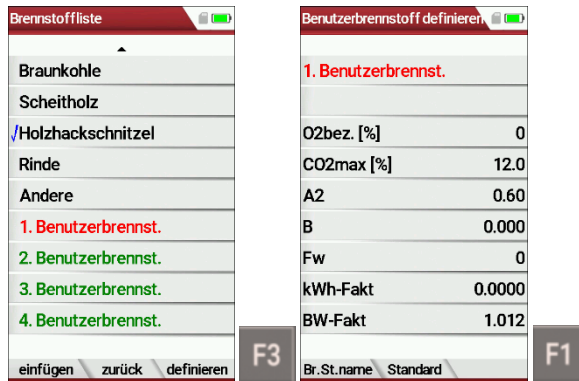 Brennstoffliste
Braunkohle
Scheitholz
√Holzhackschnitzel
Rinde
Andere
1. Benutzerbrennst.
2. Benutzerbrennst.
3. Benutzerbrennst.
4. Benutzerbrennst.
einfügen zurück definieren
F3
Benutzerbrennstoff definieren
1. Benutzerbrennst.
O2bez. [%] 0
CO2max [%] 12.0
A2 0.60
B 0.000
Fw 0
kWh-Fakt 0.0000
BW-Fakt 1.012
Br.St.name Standard
F1